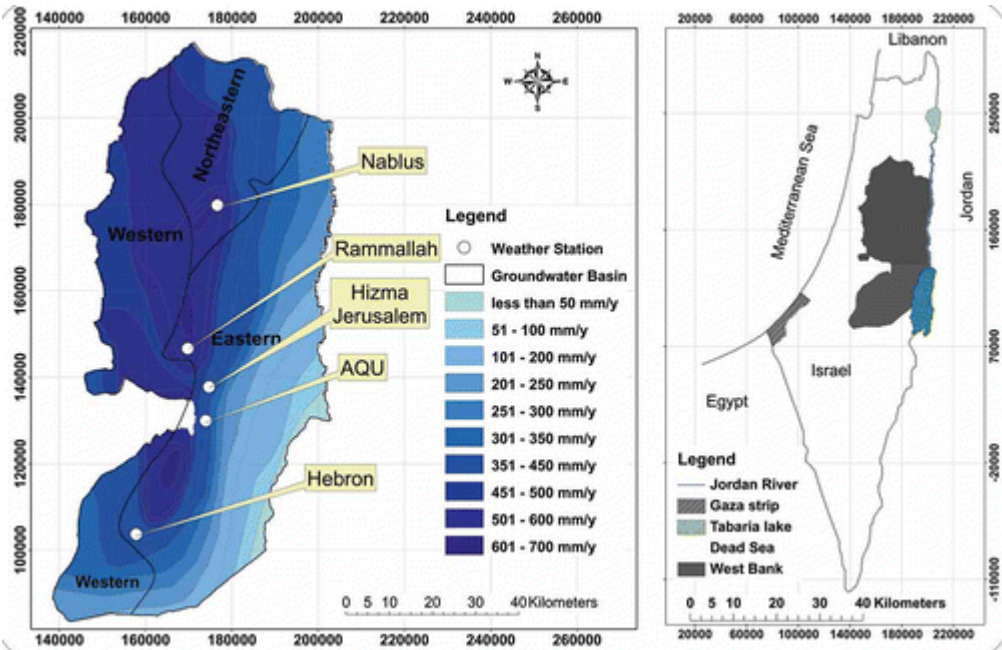 140000 160000 180000 200000 220000 240000 260000
220000
200000
180000
160000
140000
120000
100000
N
W E
S
Northeastern
Western
Eastern
Western
Nablus
Rammallah
Hizma
Jerusalem
AQU
Hebron
Legend
Weather Station
Groundwater Basin
less than 50 mm/y
51 - 100 mm/y
101 - 200 mm/y
201 - 250 mm/y
251 - 300 mm/y
301 - 350 mm/y
351 - 450 mm/y
451 - 500 mm/y
501 - 600 mm/y
601 - 700 mm/y
0 5 10 20 30 40 Kilometers
140000 160000 180000 200000 220000 240000 260000
20000 60000 100000 140000 180000 220000
Libanon
Mediterranean Sea
Jordan
Israel
Egypt
250000
160000
70000
-20000
-110000
Legend
Jordan River
Gaza strip
Tabaria lake
Dead Sea
West Bank
0 5 10 20 30 40 Kilometers
20000 60000 100000 140000 180000 220000